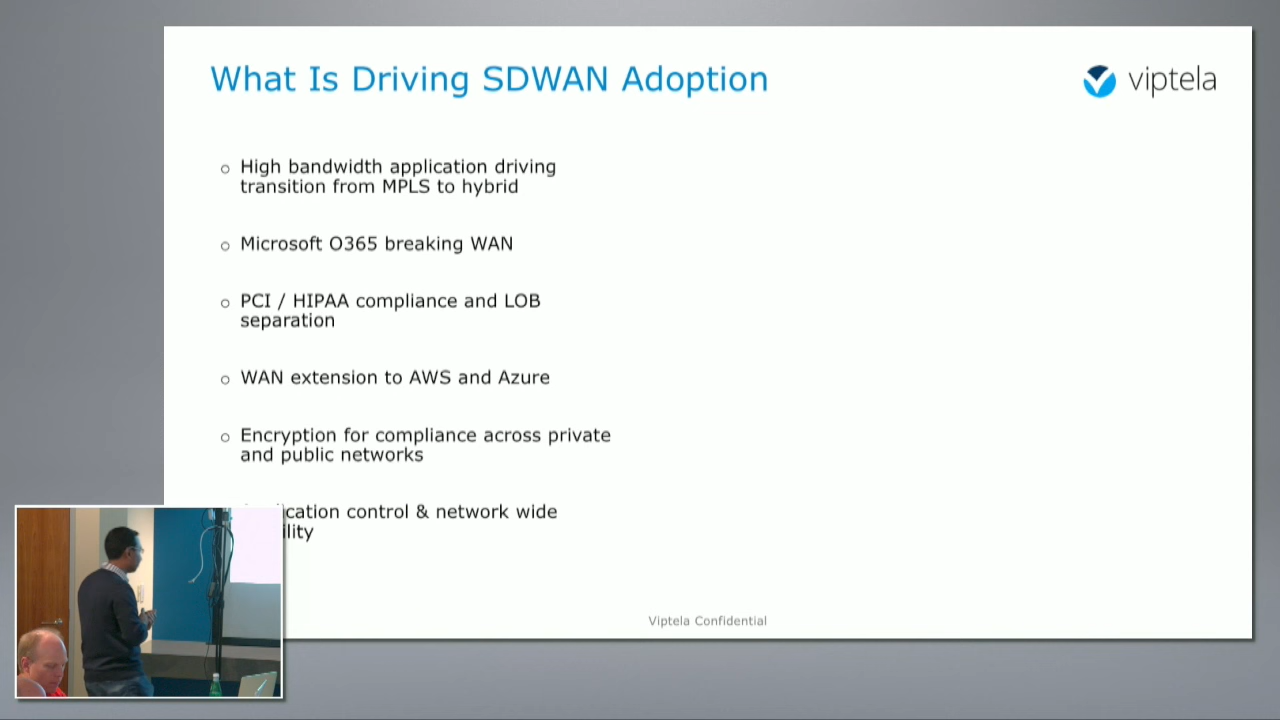 What Is Driving SDWAN Adoption
viptela
High bandwidth application driving
transition from MPLS to hybrid
Microsoft O365 breaking WAN
PCI / HIPAA compliance and LOB
separation
WAN extension to AWS and Azure
Encryption for compliance across private
and public networks
control & network wide
Viptela Confidential